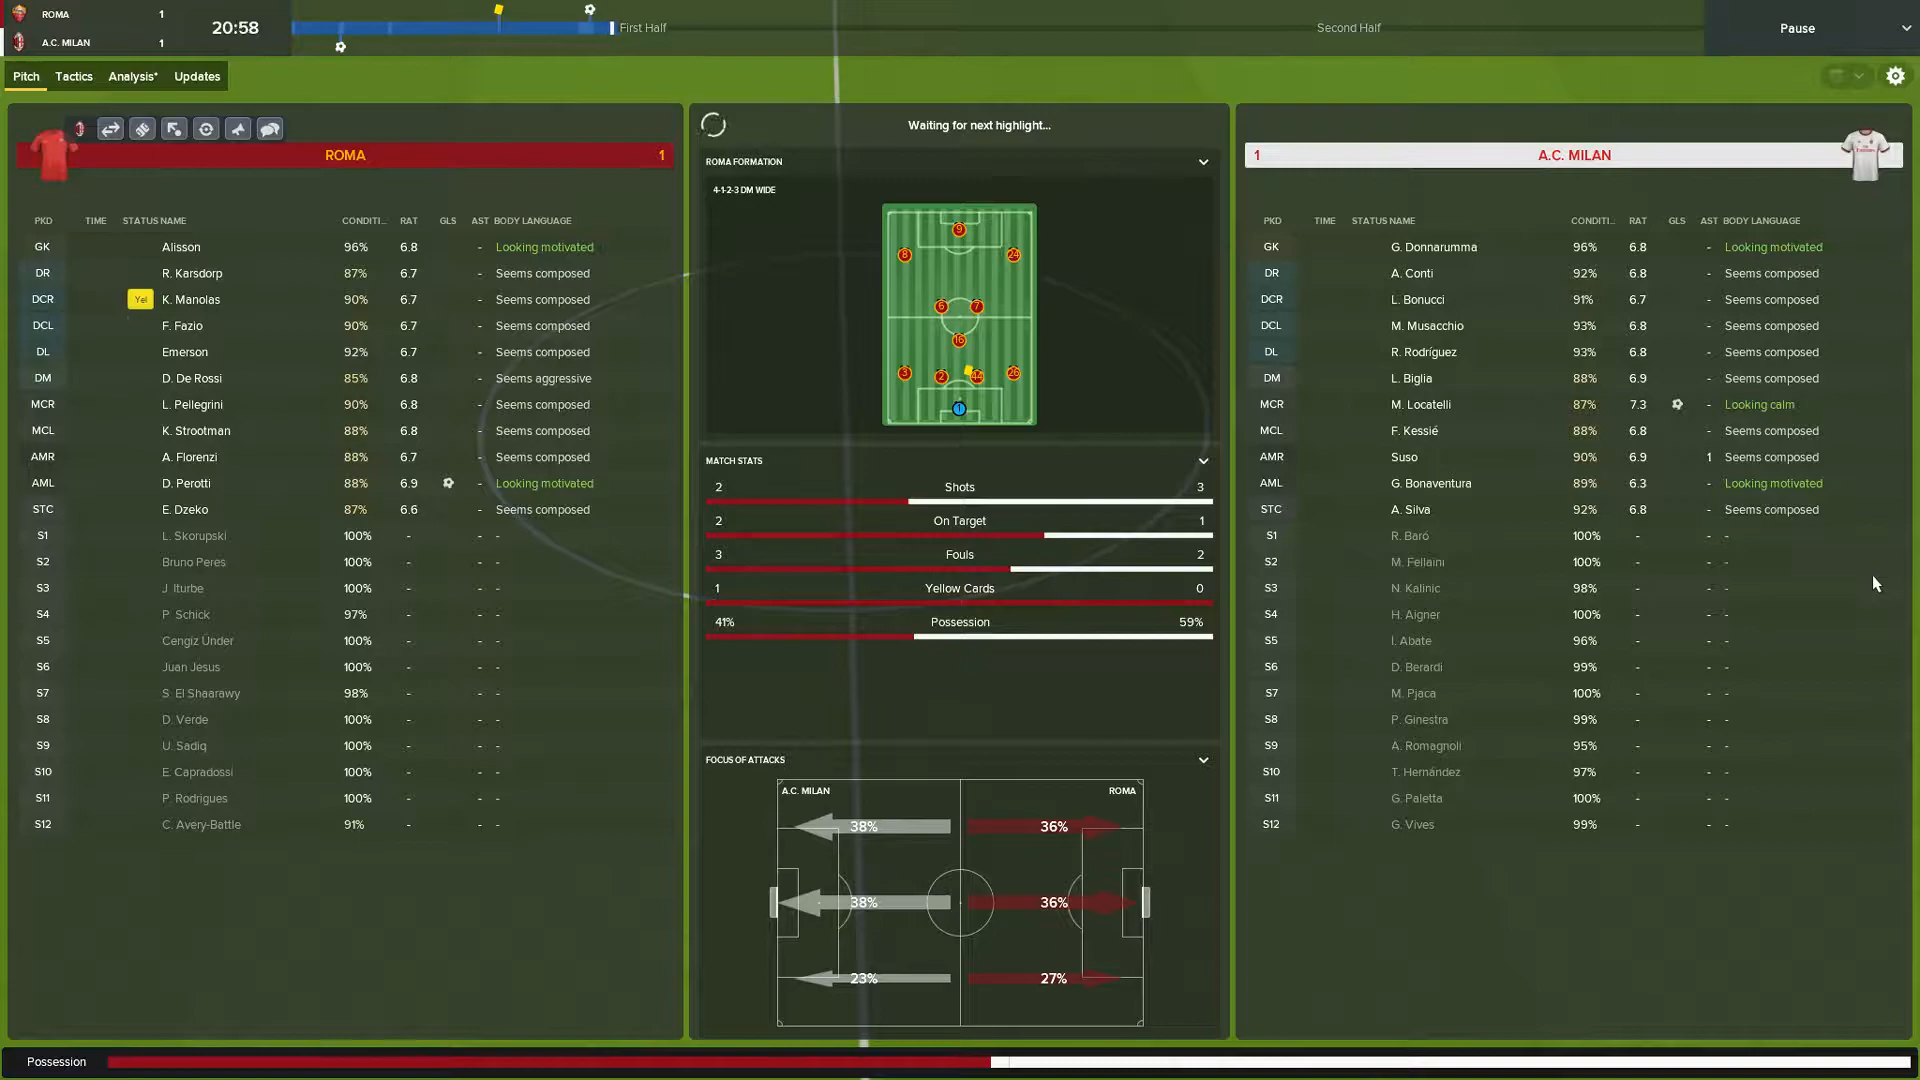 ROMA 1
A.C. MILAN 1
20:58
First Half
Second Half
Pause
Pitch Tactics Analysis* Updates
ROMA 1
PKD TIME STATUS NAME CONDITI... RAT GLS AST BODY LANGUAGE
GK Alisson 96% 6.8 - Looking motivated
DR R. Karsdorp 87% 6.7 - Seems composed
DCR Yel K. Manolas 90% 6.7 - Seems composed
DCL F. Fazio 90% 6.7 - Seems composed
DL Emerson 92% 6.7 - Seems composed
DM D. De Rossi 85% 6.8 - Seems aggressive
MCR L. Pellegrini 90% 6.8 - Seems composed
MCL K. Strootman 88% 6.8 - Seems composed
AMR A. Florenzi 88% 6.7 - Seems composed
AML D. Perotti 88% 6.9 - Looking motivated
STC E. Dzeko 87% 6.6 - Seems composed
S1 L. Skorupski 100% - - -
S2 Bruno Peres 100% - - -
S3 J. Iturbe 100% - - -
S4 P. Schick 97% - - -
S5 Cengiz Ünder 100% - - -
S6 Juan Jesus 100% - - -
S7 S. El Shaarawy 98% - - -
S8 D. Verde 100% - - -
S9 U. Sadiq 100% - - -
S10 E. Capradossi 100% - - -
S11 P. Rodrigues 100% - - -
S12 C. Avery-Battle 91% - - -
Waiting for next highlight...
ROMA FORMATION
4-1-2-3 DM WIDE
9
8 24
6 7
16
3 2 44 26
1
MATCH STATS
2 Shots 3
2 On Target 1
3 Fouls 2
1 Yellow Cards 0
41% Possession 59%
FOCUS OF ATTACKS
A.C. MILAN ROMA
38% 36%
38% 36%
23% 27%
1 A.C. MILAN
PKD TIME STATUS NAME CONDITI... RAT GLS AST BODY LANGUAGE
GK G. Donnarumma 96% 6.8 - Looking motivated
DR A. Conti 92% 6.8 - Seems composed
DCR L. Bonucci 91% 6.7 - Seems composed
DCL M. Musacchio 93% 6.8 - Seems composed
DL R. Rodríguez 93% 6.8 - Seems composed
DM L. Biglia 88% 6.9 - Seems composed
MCR M. Locatelli 87% 7.3 - Looking calm
MCL F. Kessié 88% 6.8 - Seems composed
AMR Suso 90% 6.9 1 Seems composed
AML G. Bonaventura 89% 6.3 - Looking motivated
STC A. Silva 92% 6.8 - Seems composed
S1 R. Baró 100% - - -
S2 M. Fellaini 100% - - -
S3 N. Kalinic 98% - - -
S4 H. Aigner 100% - - -
S5 I. Abate 96% - - -
S6 D. Berardi 99% - - -
S7 M. Pjaca 100% - - -
S8 P. Ginestra 99% - - -
S9 A. Romagnoli 95% - - -
S10 T. Hernández 97% - - -
S11 G. Paletta 100% - - -
S12 G. Vives 99% - - -
Possession